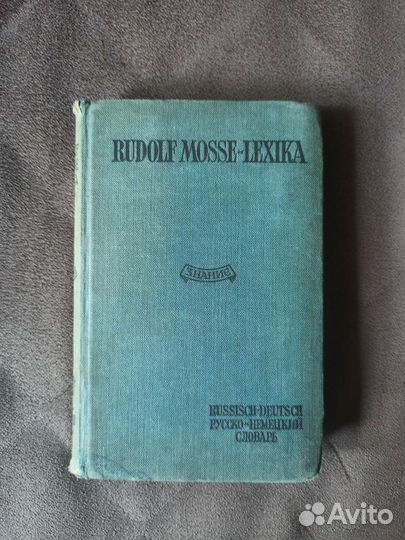 RUDOLF MOSSE-LEXIKA
ЗНАНИЕ
RUSSISCH-DEUTSCH
РУССКО-НЕМЕЦКИЙ
СЛОВАРЬ
Avito